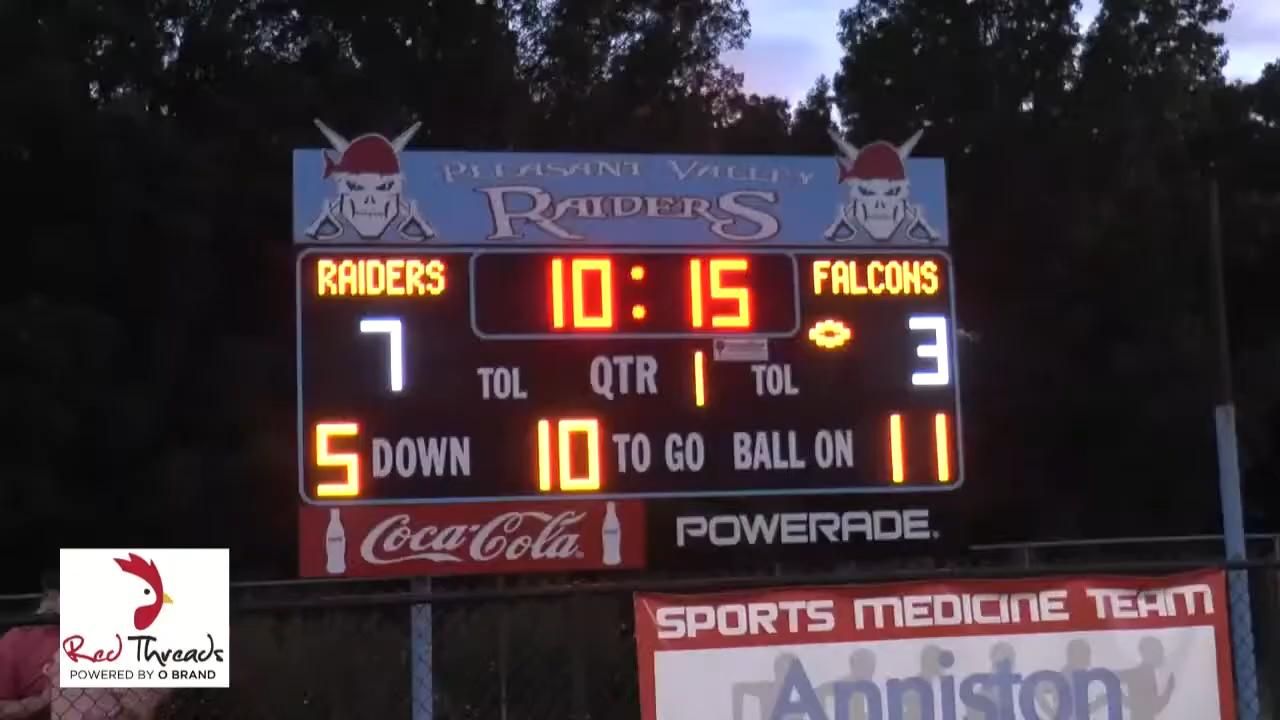 PLEASANT VALLEY
RAIDERS
RAIDERS 10:15 FALCONS
7 3
TOL QTR 1 TOL
5 DOWN 10 TO GO BALL ON 11
Coca-Cola POWERADE
SPORTS MEDICINE TEAM
Anniston
Red Threads
POWERED BY O BRAND